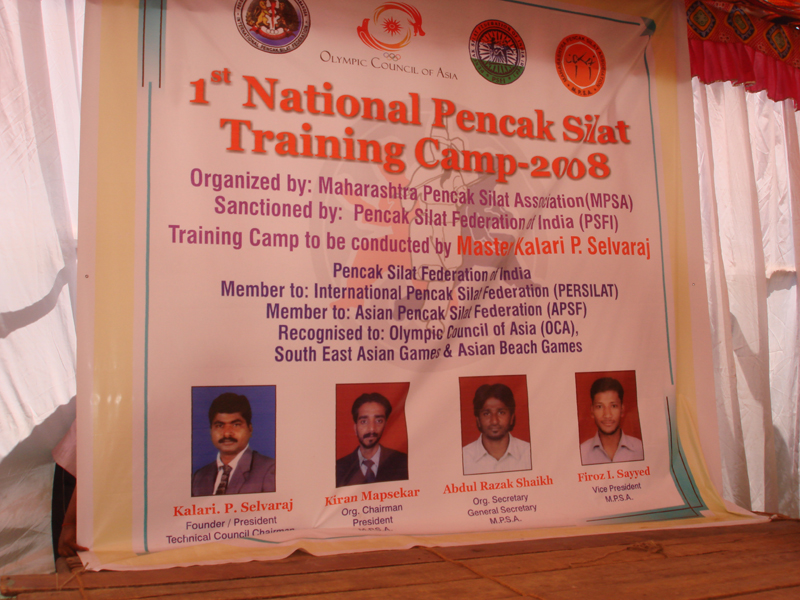 OLYMPIC COUNCIL OF ASIA
1st National Pencak Silat
Training Camp-2008
Organized by: Maharashtra Pencak Silat Association(MPSA)
Sanctioned by: Pencak Silat Federation of India (PSFI)
Training Camp to be conducted by Master Kalari P. Selvaraj
Pencak Silat Federation of India
Member to: International Pencak Silat Federation (PERSILAT)
Member to: Asian Pencak Silat Federation (APSF)
Recognised to: Olympic Council of Asia (OCA),
South East Asian Games & Asian Beach Games
Kalari. P. Selvaraj
Founder / President
Technical Council Chairman
Kiran Mapsekar
Org. Chairman
President
M.P.S.A.
Abdul Razak Shaikh
Org. Secretary
General Secretary
M.P.S.A.
Firoz I. Sayyed
Vice President
M.P.S.A.